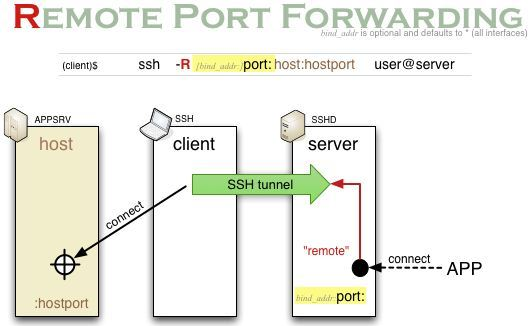 REMOTE PORT FORWARDING
bind_addr is optional and defaults to * (all interfaces)
(client)$ ssh -R [bind_addr:]port:host:hostport user@server
APPSRV
host
SSH
client
SSHD
server
SSH tunnel
connect
"remote"
connect
APP
:hostport
bind_addr:port: